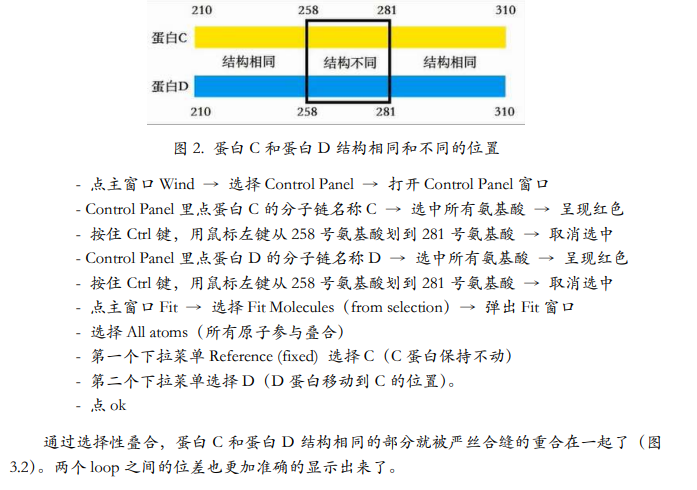 210 258 281 310
蛋白C
结构相同 结构不同 结构相同
蛋白D
210 258 281 310
图 2. 蛋白 C 和蛋白 D 结构相同和不同的位置
- 点主窗口 Wind → 选择 Control Panel → 打开 Control Panel 窗口
- Control Panel 里点蛋白 C 的分子链名称 C → 选中所有氨基酸 → 呈现红色
- 按住 Ctrl 键，用鼠标左键从 258 号氨基酸划到 281 号氨基酸 → 取消选中
- Control Panel 里点蛋白 D 的分子链名称 D → 选中所有氨基酸 → 呈现红色
- 按住 Ctrl 键，用鼠标左键从 258 号氨基酸划到 281 号氨基酸 → 取消选中
- 点主窗口 Fit → 选择 Fit Molecules（from selection）→ 弹出 Fit 窗口
- 选择 All atoms（所有原子参与叠合）
- 第一个下拉菜单 Reference (fixed) 选择 C（C 蛋白保持不动）
- 第二个下拉菜单选择 D（D 蛋白移动到 C 的位置）。
- 点 ok
通过选择性叠合，蛋白 C 和蛋白 D 结构相同的部分就被严丝合缝的重合在一起了（图
3.2）。两个 loop 之间的位差也更加准确的显示出来了。